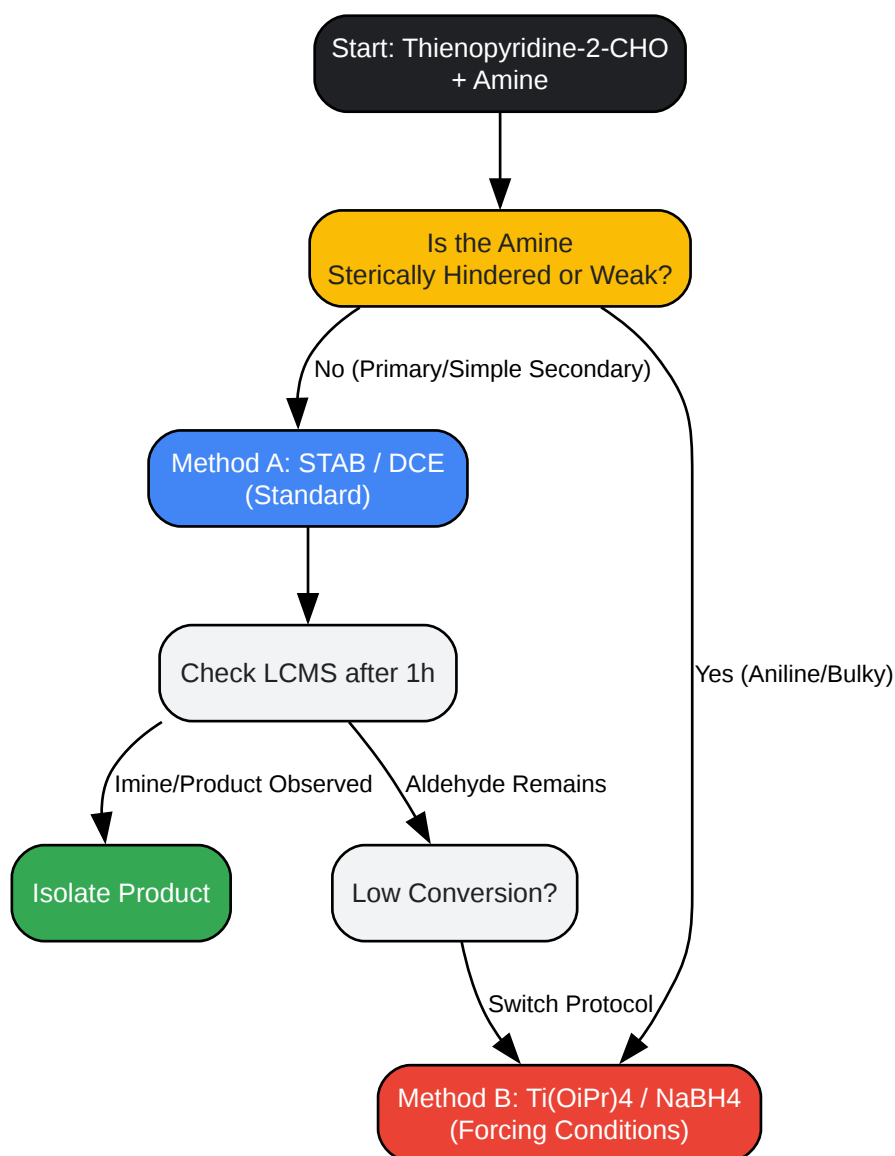 Start: Thienopyridine-2-CHO
+ Amine
Is the Amine
Sterically Hindered or Weak?
No (Primary/Simple Secondary)
Method A: STAB / DCE
(Standard)
Check LCMS after 1h
Yes (Aniline/Bulky)
Imine/Product Observed
Aldehyde Remains
Isolate Product
Low Conversion?
Switch Protocol
Method B: Ti(OiPr)4 / NaBH4
(Forcing Conditions)